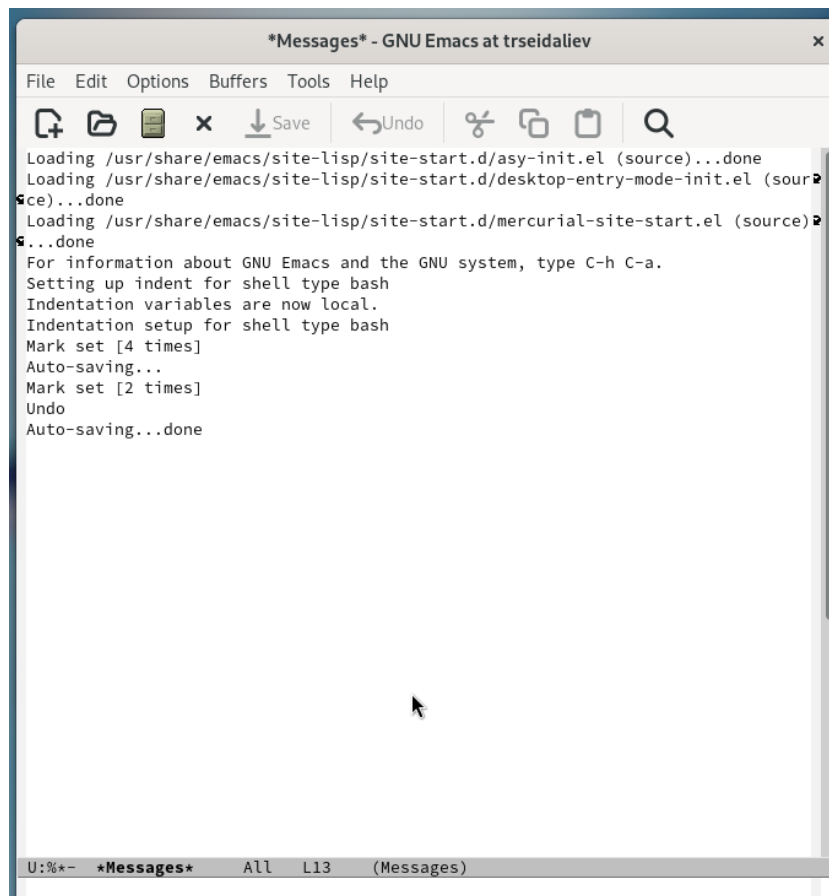 *Messages* - GNU Emacs at trseidaliev
File Edit Options Buffers Tools Help
Save Undo
Loading /usr/share/emacs/site-lisp/site-start.d/asy-init.el (source)...done
Loading /usr/share/emacs/site-lisp/site-start.d/desktop-entry-mode-init.el (sour
ce)...done
Loading /usr/share/emacs/site-lisp/site-start.d/mercurial-site-start.el (source)
...done
For information about GNU Emacs and the GNU system, type C-h C-a.
Setting up indent for shell type bash
Indentation variables are now local.
Indentation setup for shell type bash
Mark set [4 times]
Auto-saving...
Mark set [2 times]
Undo
Auto-saving...done
U:%*- *Messages* All L13 (Messages)